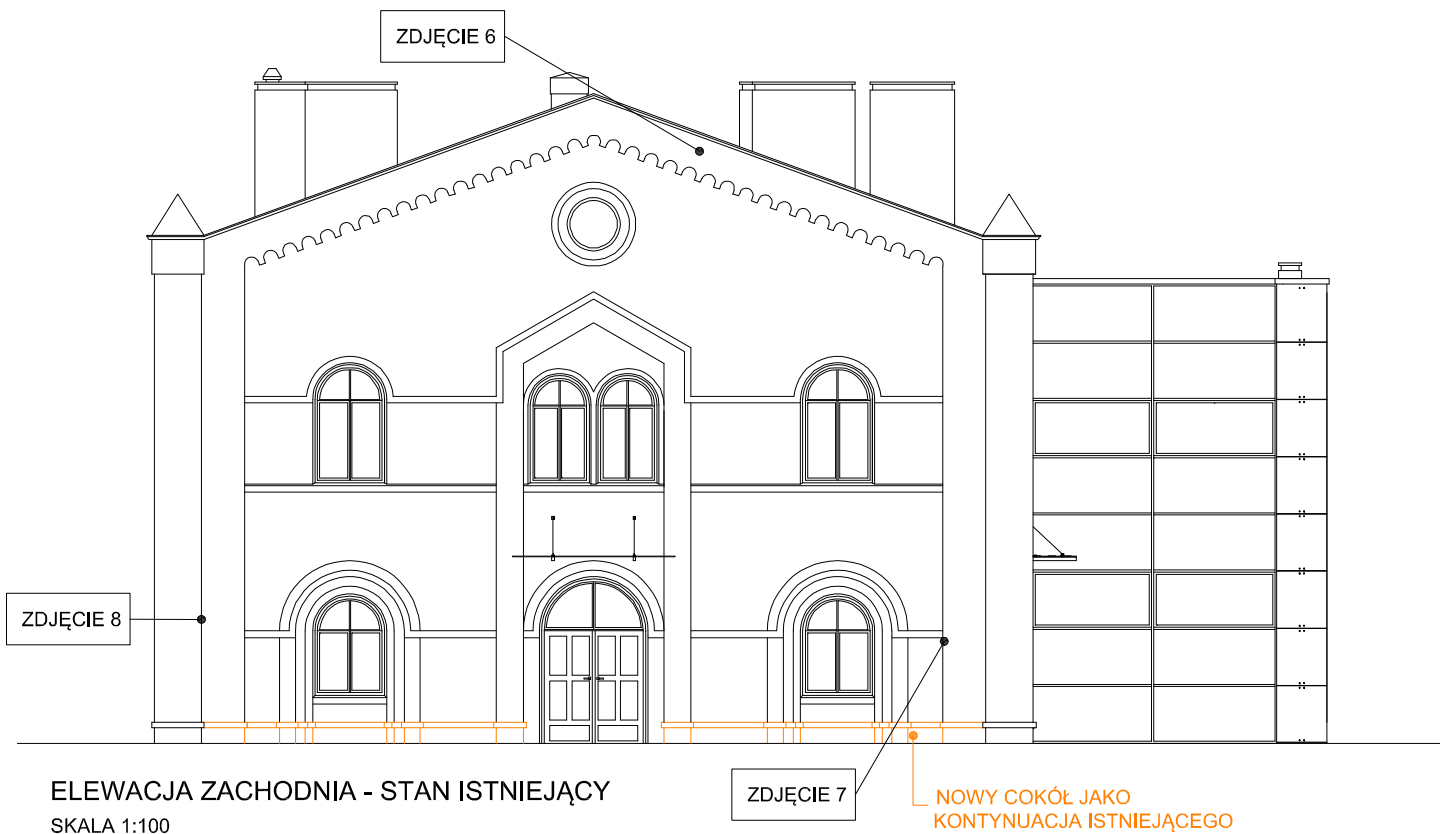 ZDJĘCIE 6
ZDJĘCIE 8
ZDJĘCIE 7
NOWY COKÓŁ JAKO
KONTYNUACJA ISTNIEJĄCEGO
ELEWACJA ZACHODNIA - STAN ISTNIEJĄCY
SKALA 1:100